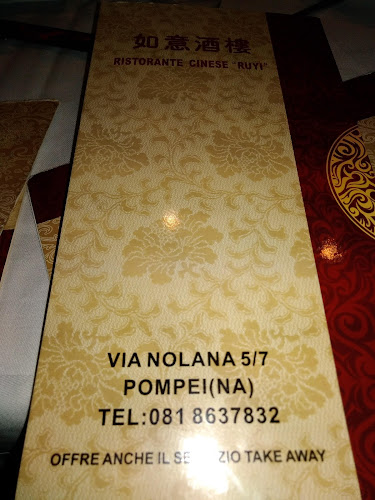 如意酒樓
RISTORANTE CINESE "RUYI"
VIA NOLANA 5/7
POMPEI(NA)
TEL:081 8637832
OFFRE ANCHE IL TAKE AWAY